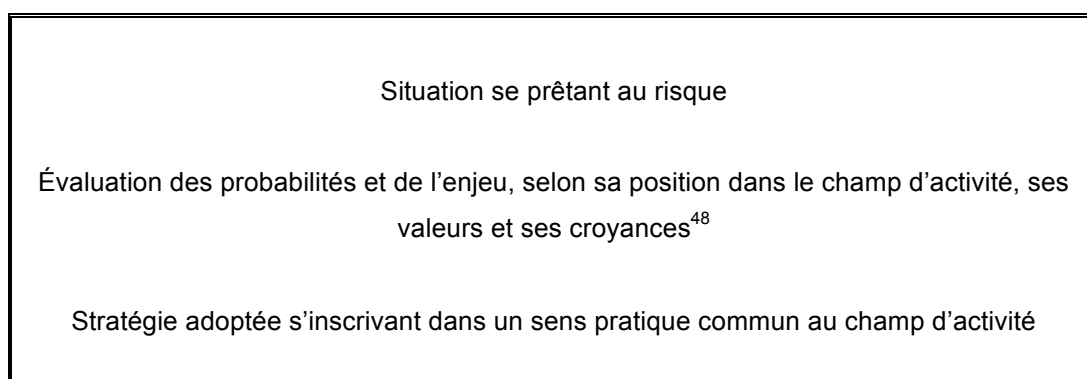 Situation se prêtant au risque
Évaluation des probabilités et de l’enjeu, selon sa position dans le champ d’activité, ses
valeurs et ses croyances48
Stratégie adoptée s’inscrivant dans un sens pratique commun au champ d’activité